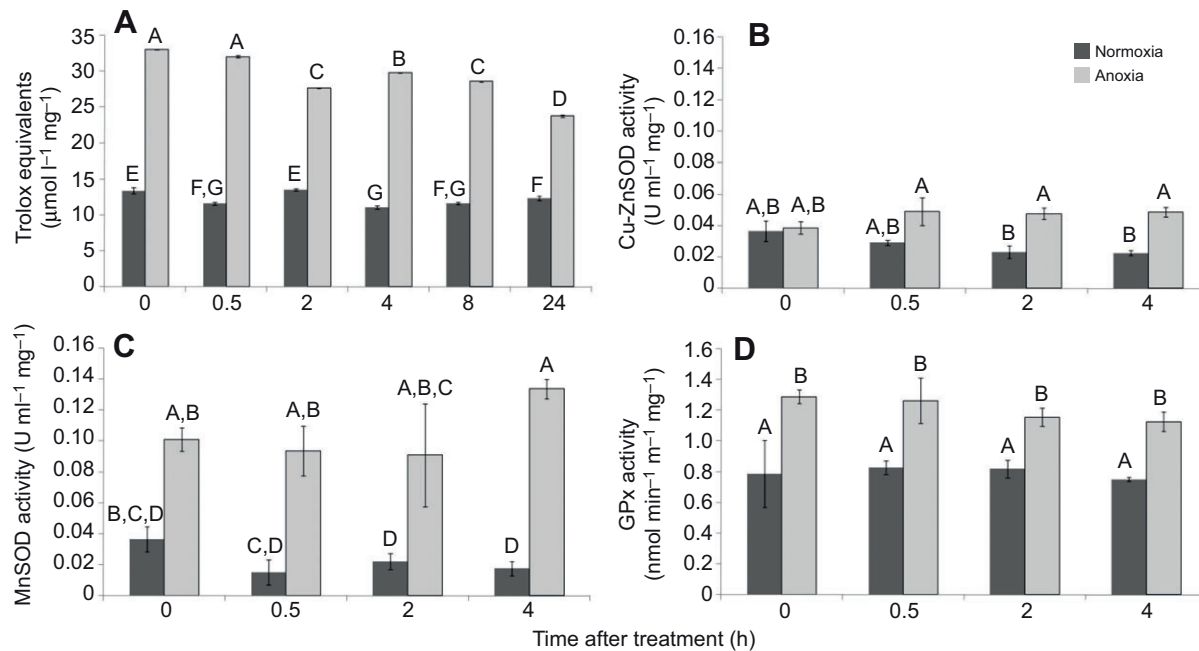 A
Trolox equivalents
(µmol l–1 mg–1)
35
30
25
20
15
10
5
0
A
A
C
B
C
D
E
F,G
E
G
F,G
F
0 0.5 2 4 8 24
B
Cu-ZnSOD activity
(U ml–1 mg–1)
0.16
0.14
0.12
0.10
0.08
0.06
0.04
0.02
0
Normoxia
Anoxia
A,B
A,B
A,B
A
B
A
B
A
0 0.5 2 4
C
MnSOD activity (U ml–1 mg–1)
0.16
0.14
0.12
0.10
0.08
0.06
0.04
0.02
0
B,C,D
A,B
C,D
A,B
D
A,B,C
D
A
0 0.5 2 4
D
GPx activity
(nmol min–1 m–1 mg–1)
1.6
1.4
1.2
1.0
0.8
0.6
0.4
0.2
0
A
B
A
B
A
B
A
B
0 0.5 2 4
Time after treatment (h)